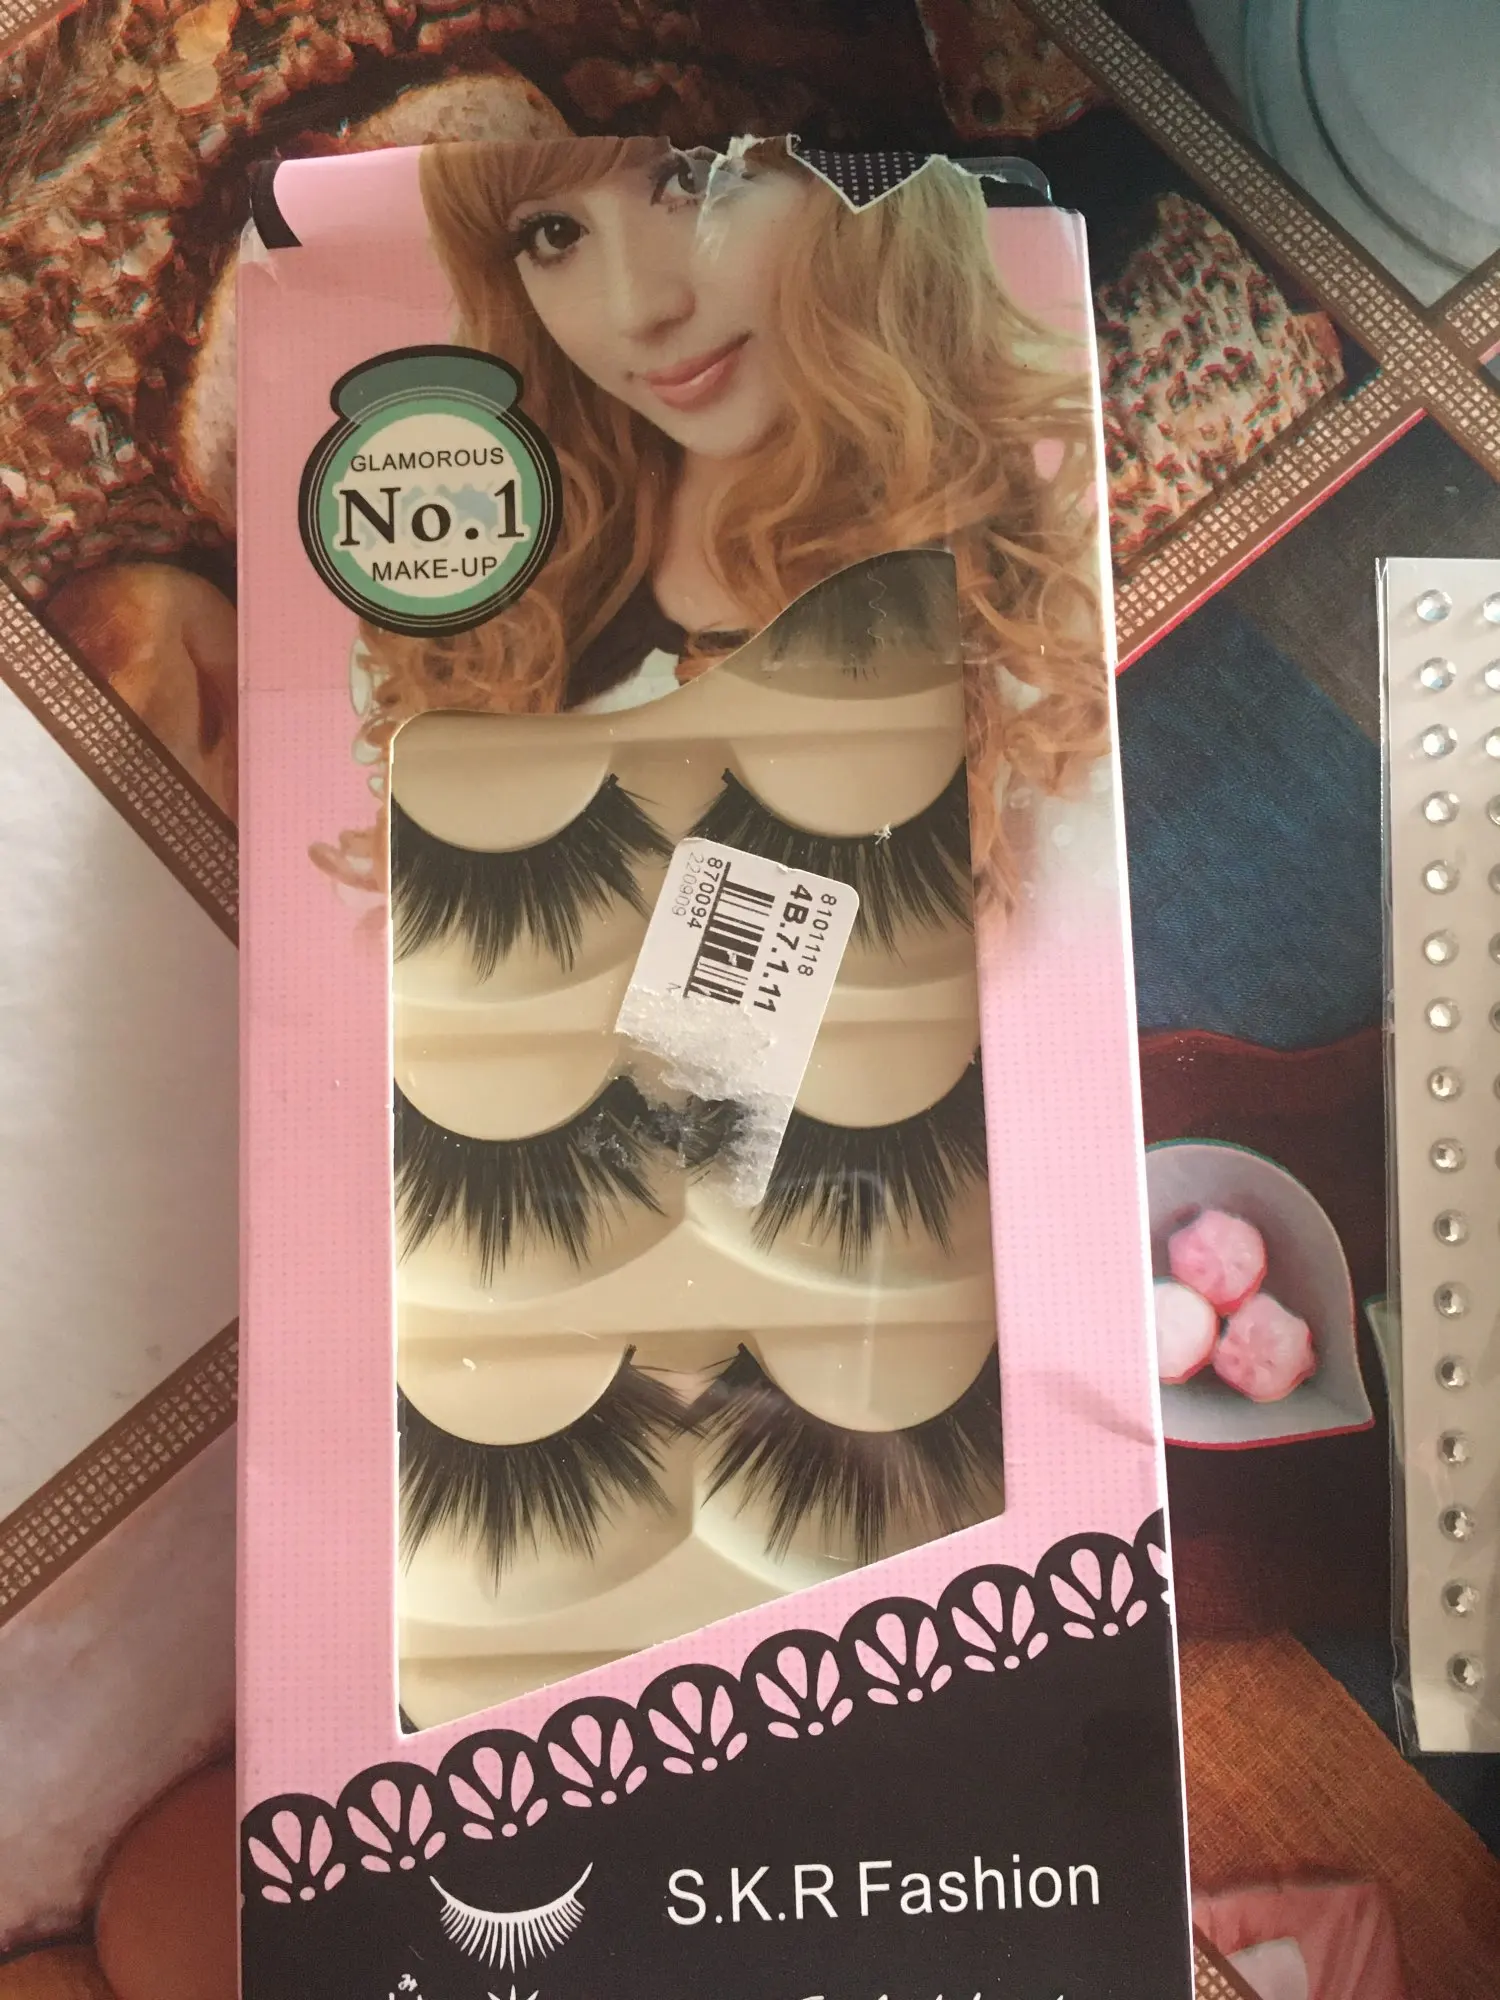 GLAMOROUS
No.1
MAKE-UP
8101118
4B.7.1.11
870094
220909
S.K.R Fashion